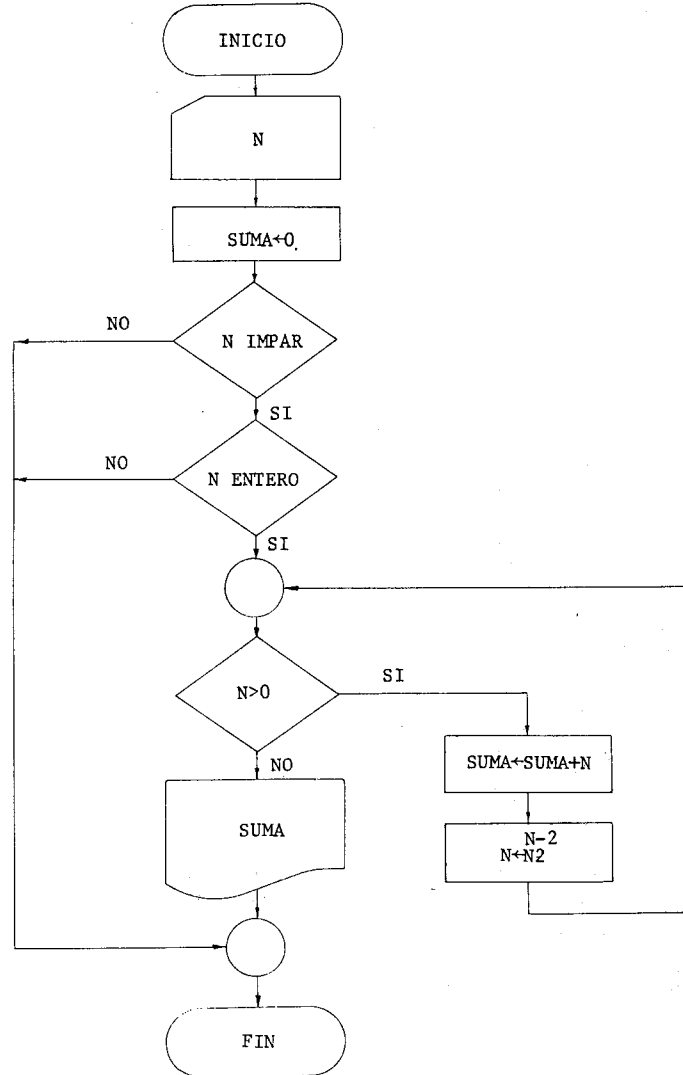 INICIO
N
SUMA←0.
N IMPAR
NO
SI
N ENTERO
NO
SI
N>0
SI
NO
SUMA←SUMA+N
N-2
N←N2
SUMA
FIN